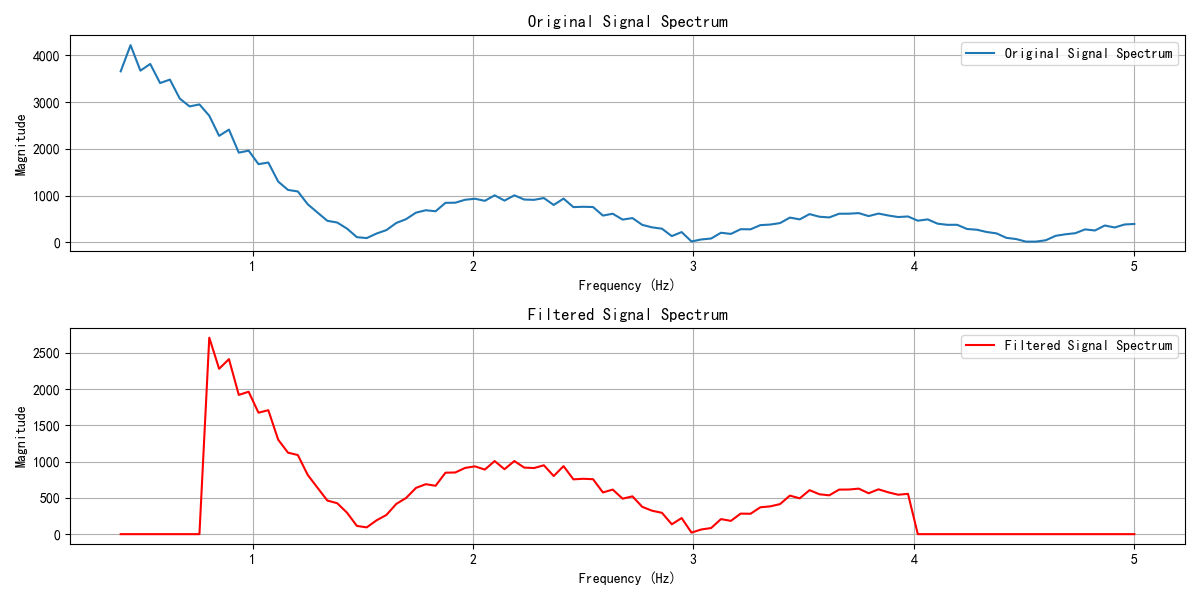 Original Signal Spectrum
4000
3000
2000
1000
0
Magnitude
Original Signal Spectrum
1 2 3 4 5
Frequency (Hz)
Filtered Signal Spectrum
2500
2000
1500
1000
500
0
Magnitude
Filtered Signal Spectrum
1 2 3 4 5
Frequency (Hz)